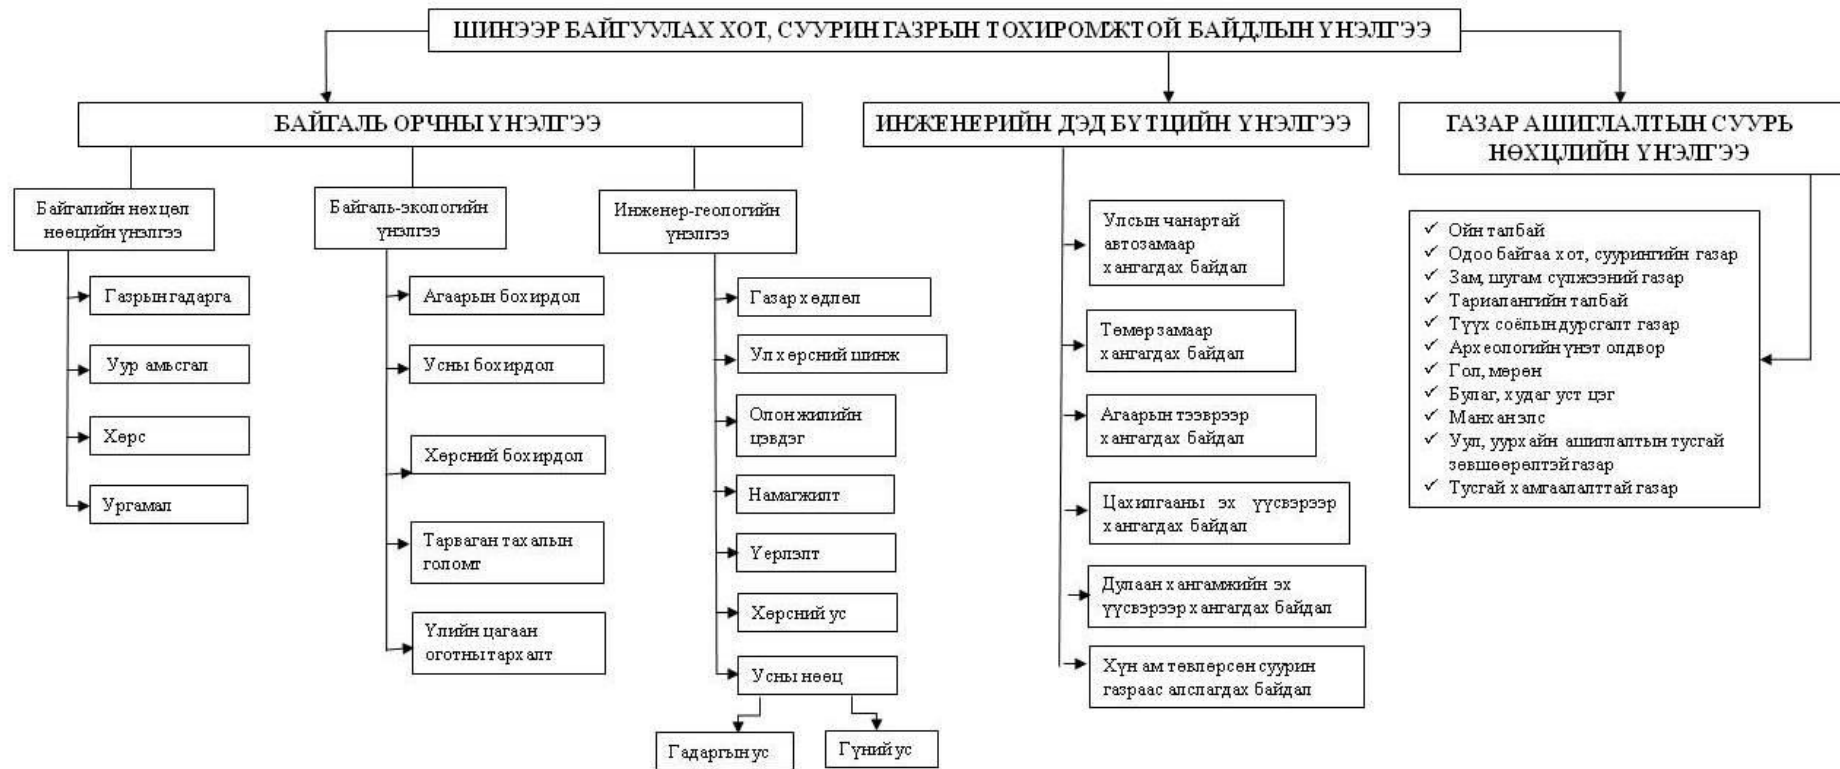 ШИНЭЭР БАЙГУУЛАХ ХОТ, СУУРИН ГАЗРЫН ТОХИРОМЖТОЙ БАЙДЛЫН ҮНЭЛГЭЭ
БАЙГАЛЬ ОРЧНЫ ҮНЭЛГЭЭ
Байгалийн нөхцөл
нөөцийн үнэлгээ
Газрын гадарга
Уур амьсгал
Хөрс
Ургамал
Байгаль-экологийн
үнэлгээ
Агаарын бохирдол
Усны бохирдол
Хөрсний бохирдол
Тарваган тахалын
голомт
Үлийн цагаан
оготны тархалт
Инженер-геологийн
үнэлгээ
Газар хөдлөл
Ул хөрсний шинж
Олон жилийн
цэвдэг
Намагжилт
Үерлэлт
Хөрсний ус
Усны нөөц
Гадаргын ус
Гүний ус
ИНЖЕНЕРИЙН ДЭД БҮТЦИЙН ҮНЭЛГЭЭ
Улсын чанартай
автозамаар
хангагдах байдал
Төмөр замаар
хангагдах байдал
Агаарын тээврээр
хангагдах байдал
Цахилгааны эх үүсвэрээр
хангагдах байдал
Дулаан хангамжийн эх
үүсвэрээр хангагдах байдал
Хүн ам төвлөрсөн суурин
газраас алслагдах байдал
ГАЗАР АШИГЛАЛТЫН СУУРЬ
НӨХЦЛИЙН ҮНЭЛГЭЭ
✓ Ойн талбай
✓ Одоо байгаа хот, суурингийн газар
✓ Зам, шугам сүлжээний газар
✓ Тариалангийн талбай
✓ Түүх соёлын дурсгалт газар
✓ Археологийн үнэт олдвор
✓ Гол, мөрөн
✓ Булаг, худаг уст цэг
✓ Манхан элс
✓ Уул, уурхайн ашиглалтын тусгай
зөвшөөрөлтэй газар
✓ Тусгай хамгаалалттай газар